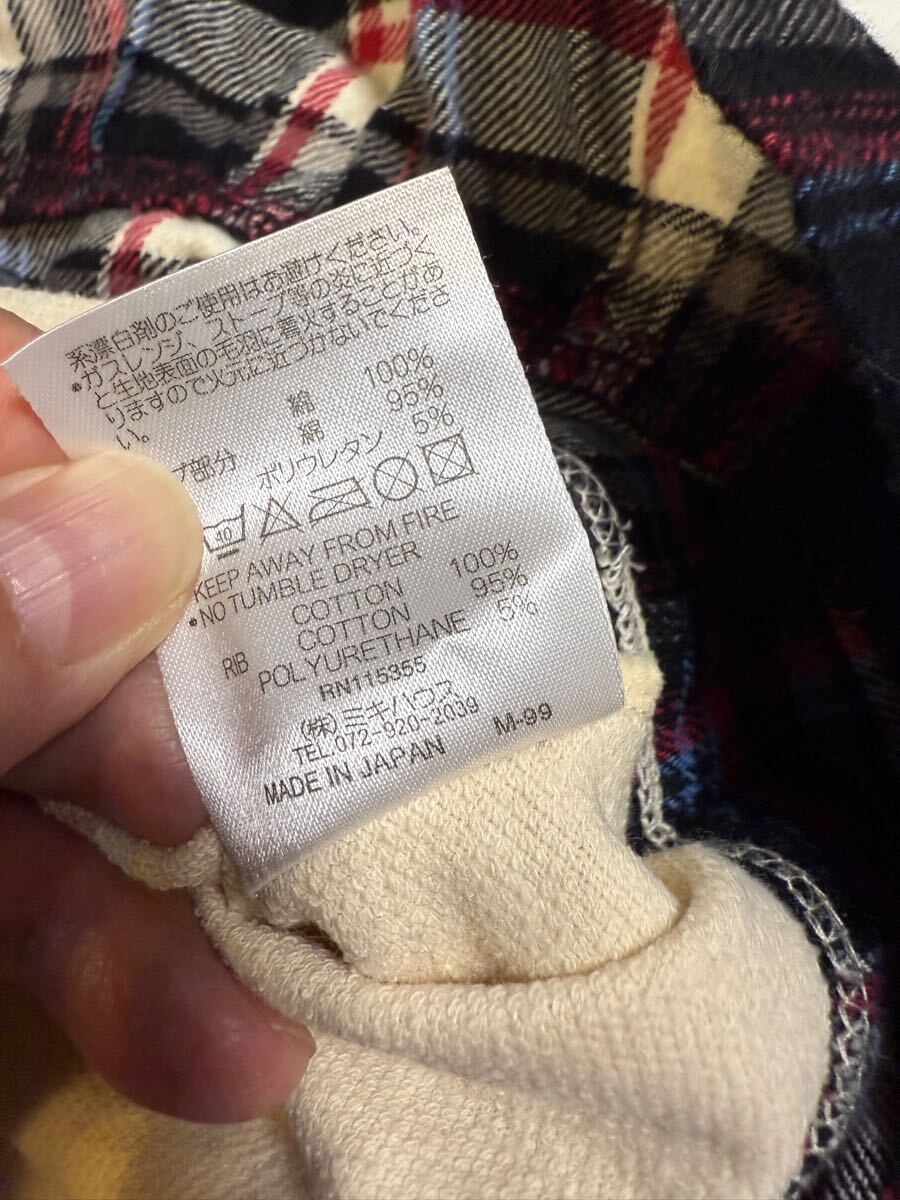 系漂白剤のご使用はお避けください。
●ガスレンジ、ストーブ等の炎に近づく
と生地表面の毛羽に着火することがあ
りますので火元に近づかないでくださ
い。
綿 100%
綿 95%
ブ部分 ポリウレタン 5%
40
KEEP AWAY FROM FIRE
●NO TUMBLE DRYER
COTTON 100%
COTTON 95%
RIB POLYURETHANE 5%
RN115355
(株)ミキハウス
TEL.072-920-2039
MADE IN JAPAN M-99